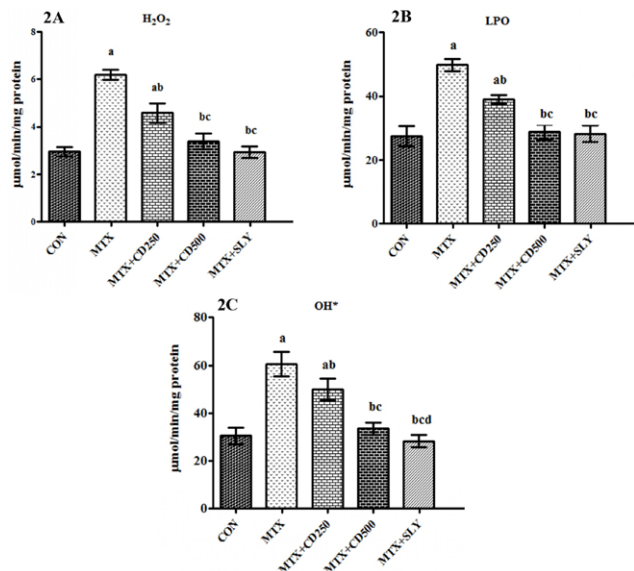 2A
H₂O₂
µmol/min/mg protein
8
6
4
2
0
a
ab
bc
bc
CON
MTX
MTX+CD250
MTX+CD500
MTX+SLY
2B
LPO
µmol/min/mg protein
60
40
20
0
a
ab
bc
bc
CON
MTX
MTX+CD250
MTX+CD500
MTX+SLY
2C
OH*
µmol/min/mg protein
80
60
40
20
0
a
ab
bc
bcd
CON
MTX
MTX+CD250
MTX+CD500
MTX+SLY